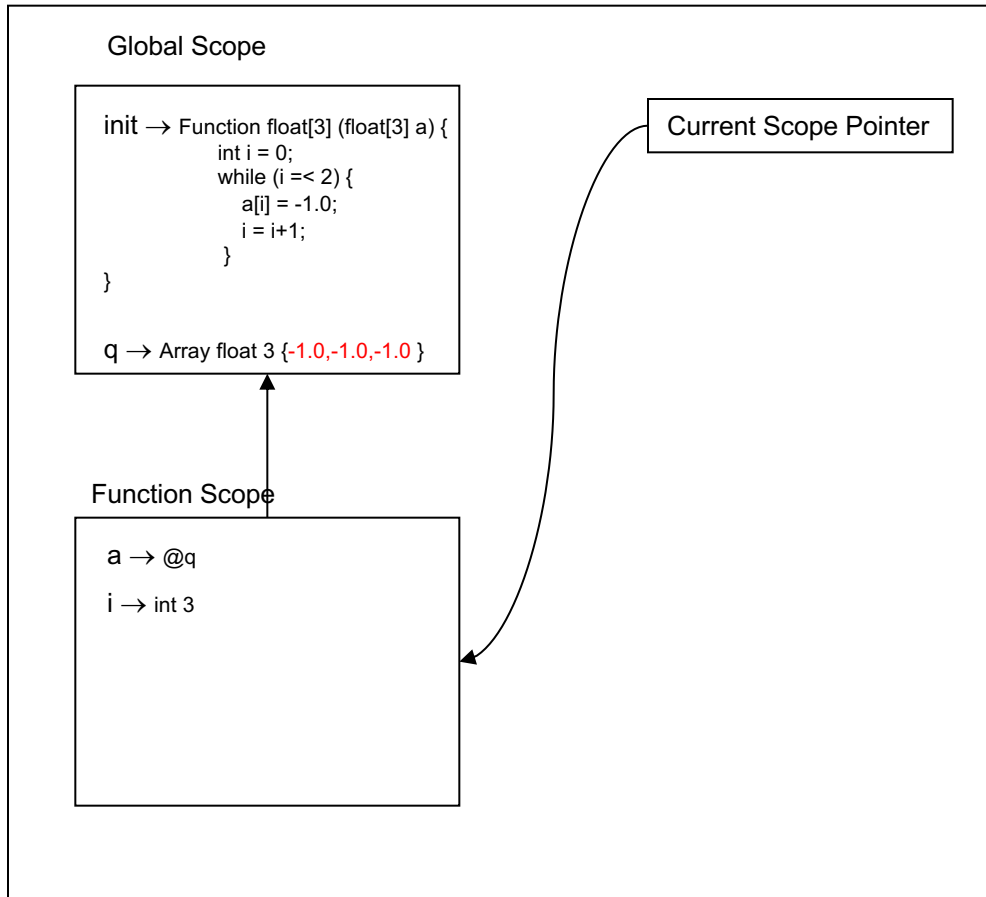 Global Scope
init → Function float[3] (float[3] a) {
int i = 0;
while (i =< 2) {
a[i] = -1.0;
i = i+1;
}
}
q → Array float 3 {-1.0,-1.0,-1.0 }
Current Scope Pointer
Function Scope
a → @q
i → int 3